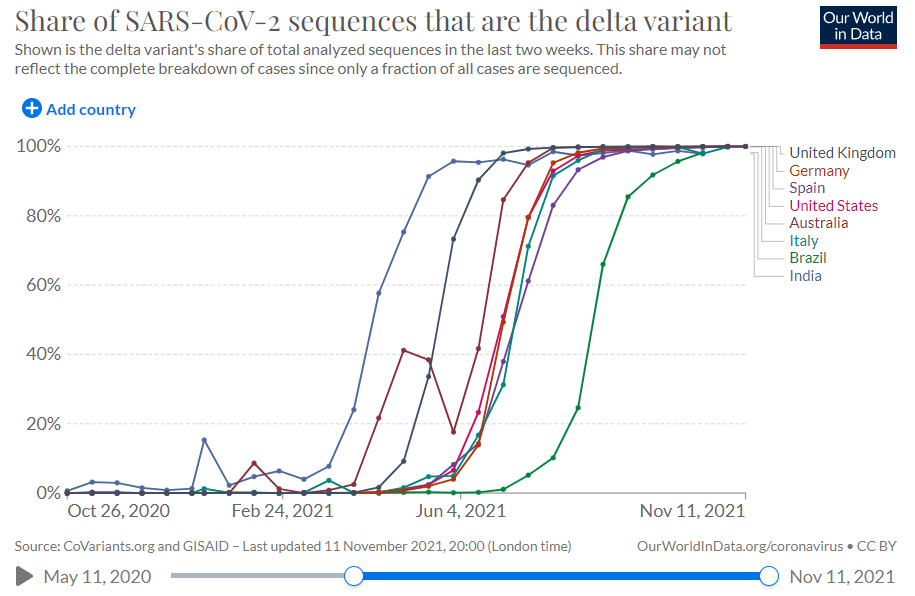 Share of SARS-CoV-2 sequences that are the delta variant
Our World
in Data
Shown is the delta variant's share of total analyzed sequences in the last two weeks. This share may not
reflect the complete breakdown of cases since only a fraction of all cases are sequenced.
Add country
100%
80%
60%
40%
20%
0%
United Kingdom
Germany
Spain
United States
Australia
Italy
Brazil
India
Oct 26, 2020
Feb 24, 2021
Jun 4, 2021
Nov 11, 2021
Source: CoVariants.org and GISAID – Last updated 11 November 2021, 20:00 (London time)
OurWorldInData.org/coronavirus • CC BY
May 11, 2020
Nov 11, 2021